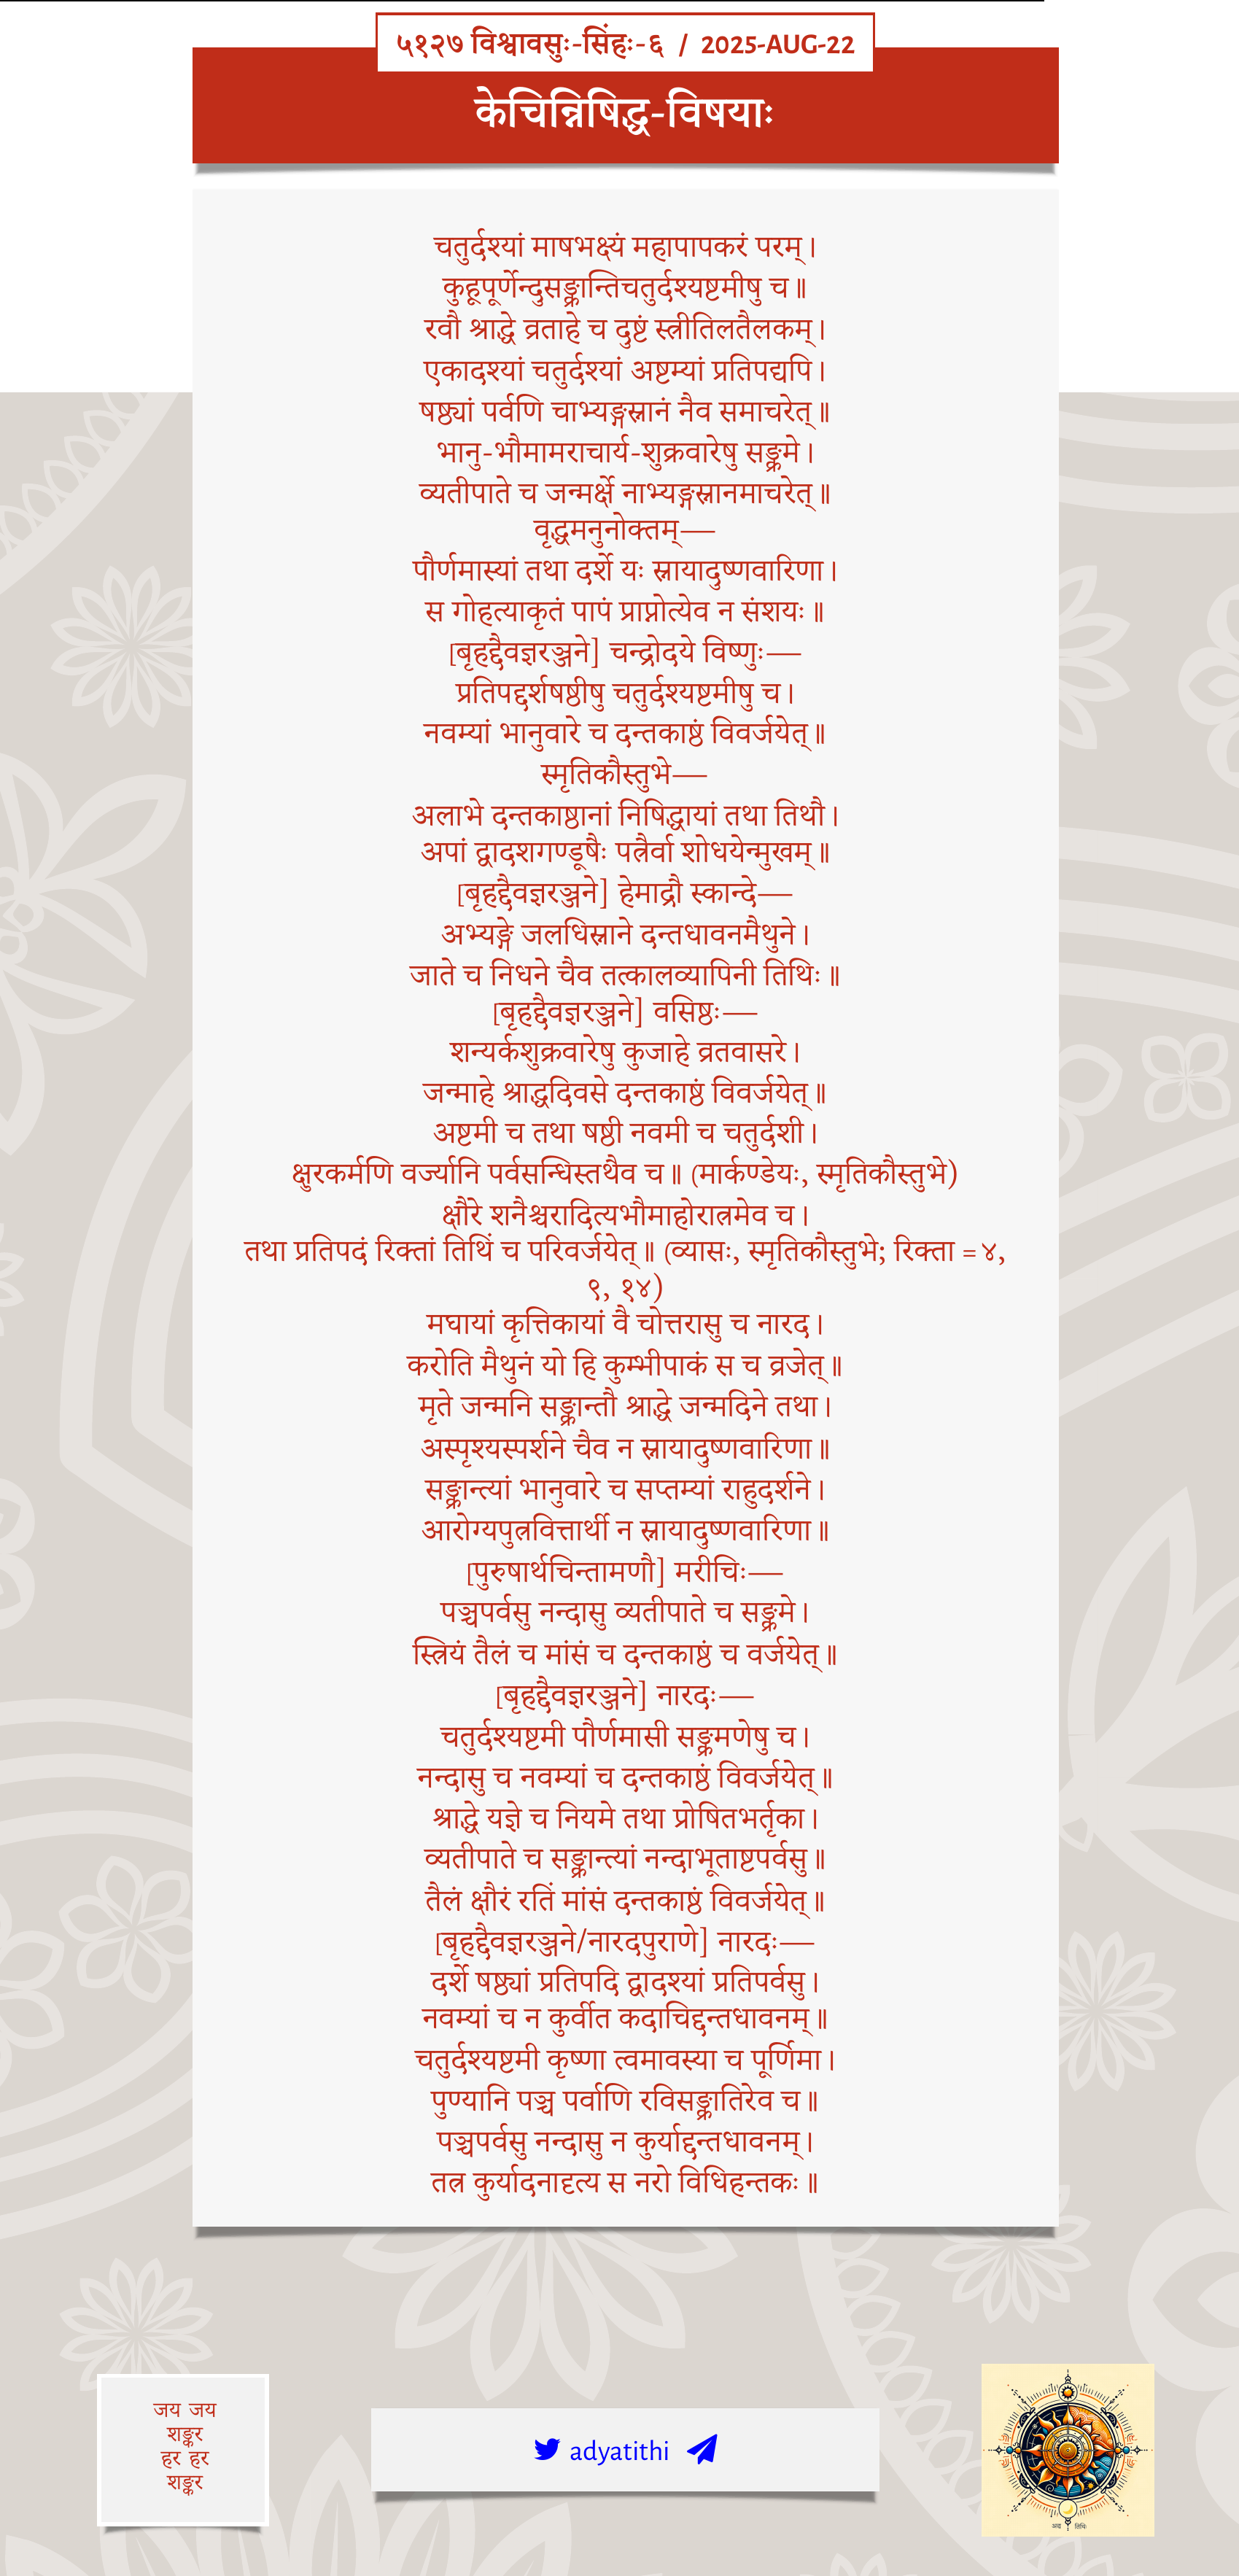 ५१२७ विश्वावसुः-सिंहः-६ / 2025-AUG-22
केचिन्निषिद्ध-विषयाः
चतुर्दश्यां माषभक्ष्यं महापापकरं परम्।
कुहूपूर्णेन्दुसङ्क्रान्तिचतुर्दश्यष्टमीषु च॥
रवौ श्राद्धे व्रताहे च दुष्टं स्त्रीतिलतैलकम्।
एकादश्यां चतुर्दश्यां अष्टम्यां प्रतिपद्यपि।
षष्ठ्यां पर्वणि चाभ्यङ्गस्नानं नैव समाचरेत्॥
भानु-भौमामराचार्य-शुक्रवारेषु सङ्क्रमे।
व्यतीपाते च जन्मर्क्षे नाभ्यङ्गस्नानमाचरेत्॥
वृद्धमनुनोक्तम्—
पौर्णमास्यां तथा दर्शे यः स्नायादुष्णवारिणा।
स गोहत्याकृतं पापं प्राप्नोत्येव न संशयः॥
[बृहद्दैवज्ञरञ्जने] चन्द्रोदये विष्णुः—
प्रतिपद्दर्शषष्ठीषु चतुर्दश्यष्टमीषु च।
नवम्यां भानुवारे च दन्तकाष्ठं विवर्जयेत्॥
स्मृतिकौस्तुभे—
अलाभे दन्तकाष्ठानां निषिद्धायां तथा तिथौ।
अपां द्वादशगण्डूषैः पत्रैर्वा शोधयेन्मुखम्॥
[बृहद्दैवज्ञरञ्जने] हेमाद्रौ स्कान्दे—
अभ्यङ्गे जलधिस्नाने दन्तधावनमैथुने।
जाते च निधने चैव तत्कालव्यापिनी तिथिः॥
[बृहद्दैवज्ञरञ्जने] वसिष्ठः—
शन्यर्कशुक्रवारेषु कुजाहे व्रतवासरे।
जन्माहे श्राद्धदिवसे दन्तकाष्ठं विवर्जयेत्॥
अष्टमी च तथा षष्ठी नवमी च चतुर्दशी।
क्षुरकर्मणि वर्ज्यानि पर्वसन्धिस्तथैव च॥ (मार्कण्डेयः, स्मृतिकौस्तुभे)
क्षौरे शनैश्चरादित्यभौमाहोरात्रमेव च।
तथा प्रतिपदं रिक्तां तिथिं च परिवर्जयेत्॥ (व्यासः, स्मृतिकौस्तुभे; रिक्ता = ४,
९, १४)
मघायां कृत्तिकायां वै चोत्तरासु च नारद।
करोति मैथुनं यो हि कुम्भीपाकं स च व्रजेत्॥
मृते जन्मनि सङ्क्रान्तौ श्राद्धे जन्मदिने तथा।
अस्पृश्यस्पर्शने चैव न स्नायादुष्णवारिणा॥
सङ्क्रान्त्यां भानुवारे च सप्तम्यां राहुदर्शने।
आरोग्यपुत्रवित्तार्थी न स्नायादुष्णवारिणा॥
[पुरुषार्थचिन्तामणौ] मरीचिः—
पञ्चपर्वसु नन्दासु व्यतीपाते च सङ्क्रमे।
स्त्रियं तैलं च मांसं च दन्तकाष्ठं च वर्जयेत्॥
[बृहद्दैवज्ञरञ्जने] नारदः—
चतुर्दश्यष्टमी पौर्णमासी सङ्क्रमणेषु च।
नन्दासु च नवम्यां च दन्तकाष्ठं विवर्जयेत्॥
श्राद्धे यज्ञे च नियमे तथा प्रोषितभर्तृका।
व्यतीपाते च सङ्क्रान्त्यां नन्दाभूताष्टपर्वसु॥
तैलं क्षौरं रतिं मांसं दन्तकाष्ठं विवर्जयेत्॥
[बृहद्दैवज्ञरञ्जने/नारदपुराणे] नारदः—
दर्शे षष्ठ्यां प्रतिपदि द्वादश्यां प्रतिपर्वसु।
नवम्यां च न कुर्वीत कदाचिद्दन्तधावनम्॥
चतुर्दश्यष्टमी कृष्णा त्वमावस्या च पूर्णिमा।
पुण्यानि पञ्च पर्वाणि रविसङ्क्रातिरेव च॥
पञ्चपर्वसु नन्दासु न कुर्याद्दन्तधावनम्।
तत्र कुर्यादनादृत्य स नरो विधिहन्तकः॥
जय जय
शङ्कर
हर हर
शङ्कर
adyatithi
अद्य तिथिः